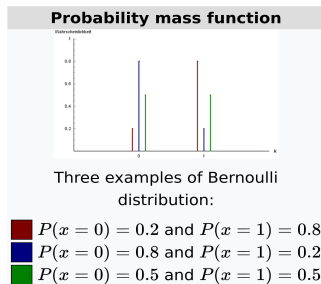 Probability mass function
Wahrscheinlichkeit
1
0.8
0.6
0.4
0.2
0
1
k
Three examples of Bernoulli
distribution:
P(x = 0) = 0.2 and P(x = 1) = 0.8
P(x = 0) = 0.8 and P(x = 1) = 0.2
P(x = 0) = 0.5 and P(x = 1) = 0.5